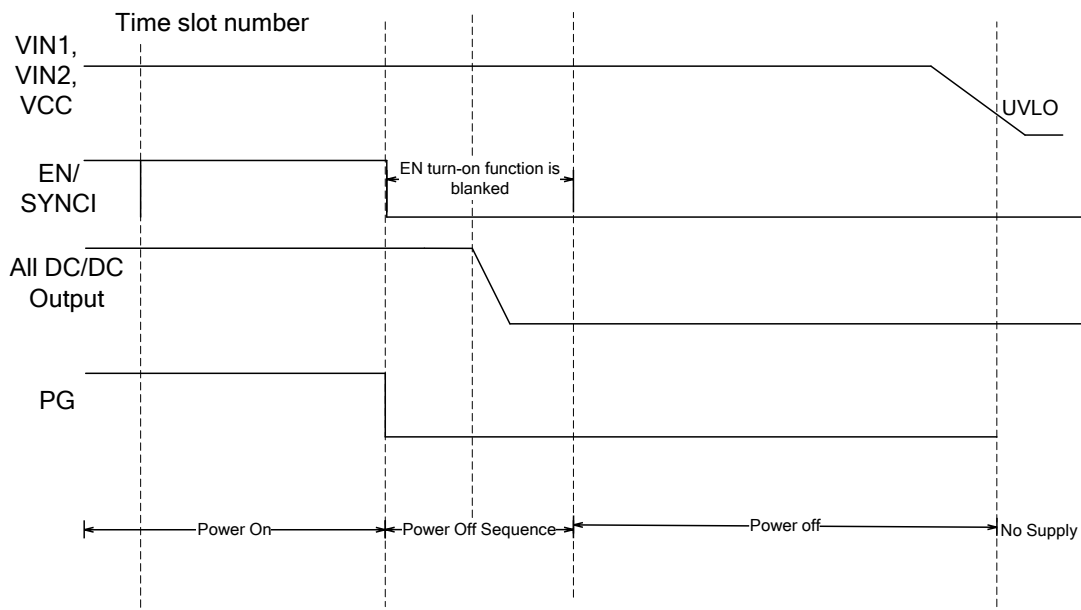 Time slot number
VIN1,
VIN2,
VCC
UVLO
EN/
SYNCI
EN turn-on function is
blanked
All DC/DC
Output
PG
Power On
Power Off Sequence
Power off
No Supply